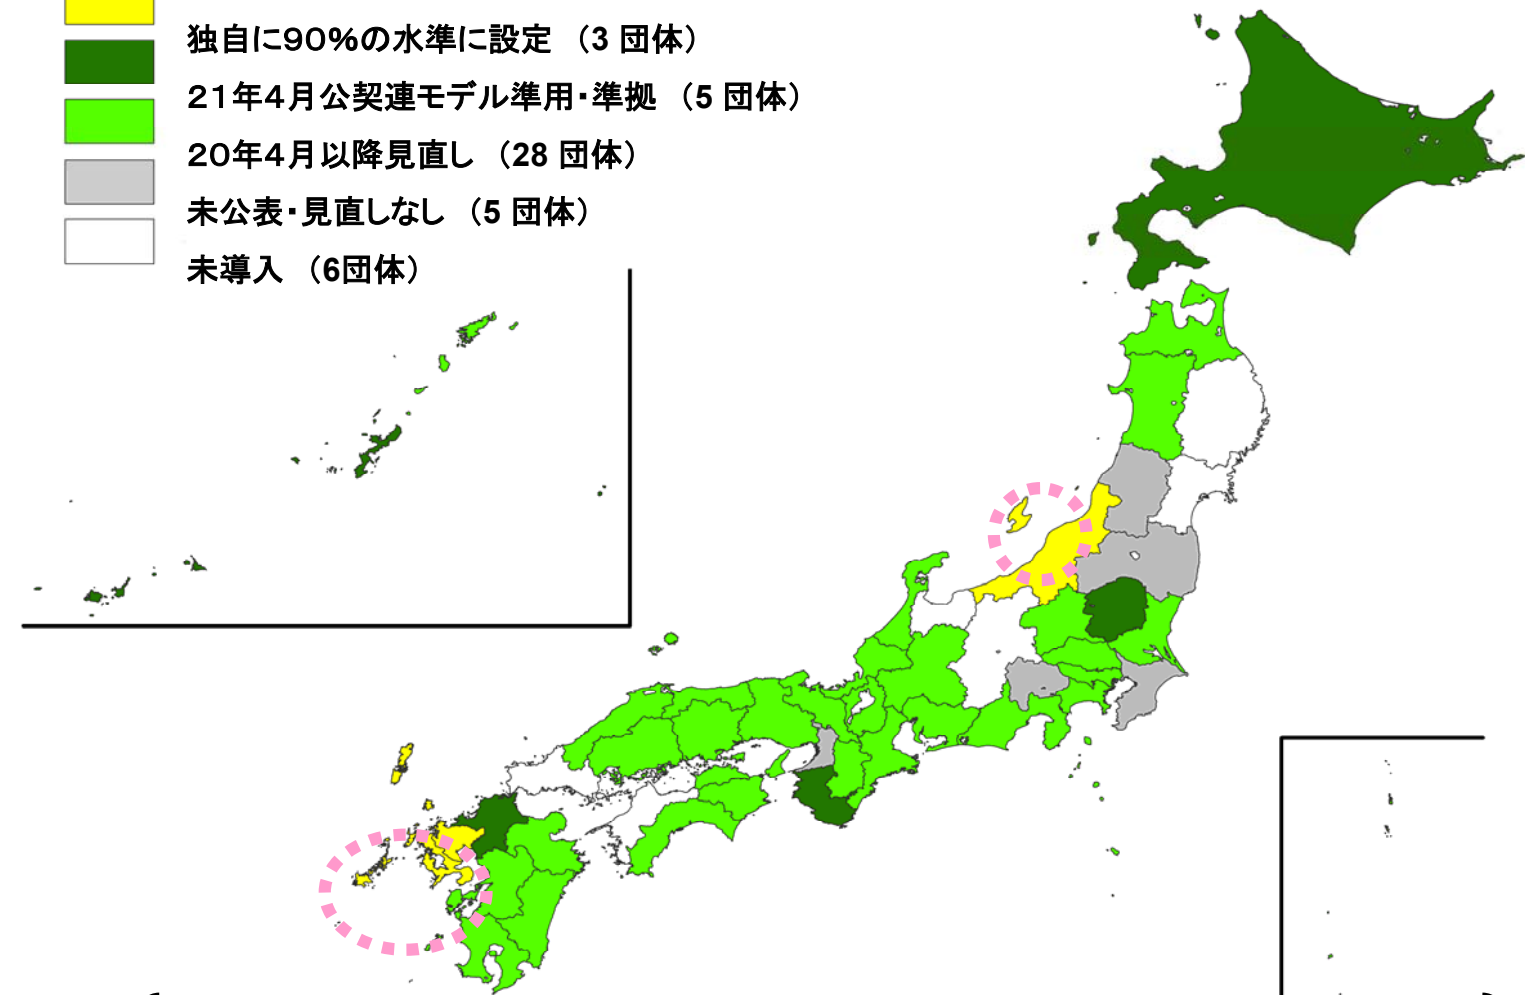 独自に９０％の水準に設定 （３ 団体）
２１年４月公契連モデル準用・準拠 （５ 団体）
２０年４月以降見直し （28 団体）
未公表・見直しなし （５ 団体）
未導入 （6団体）